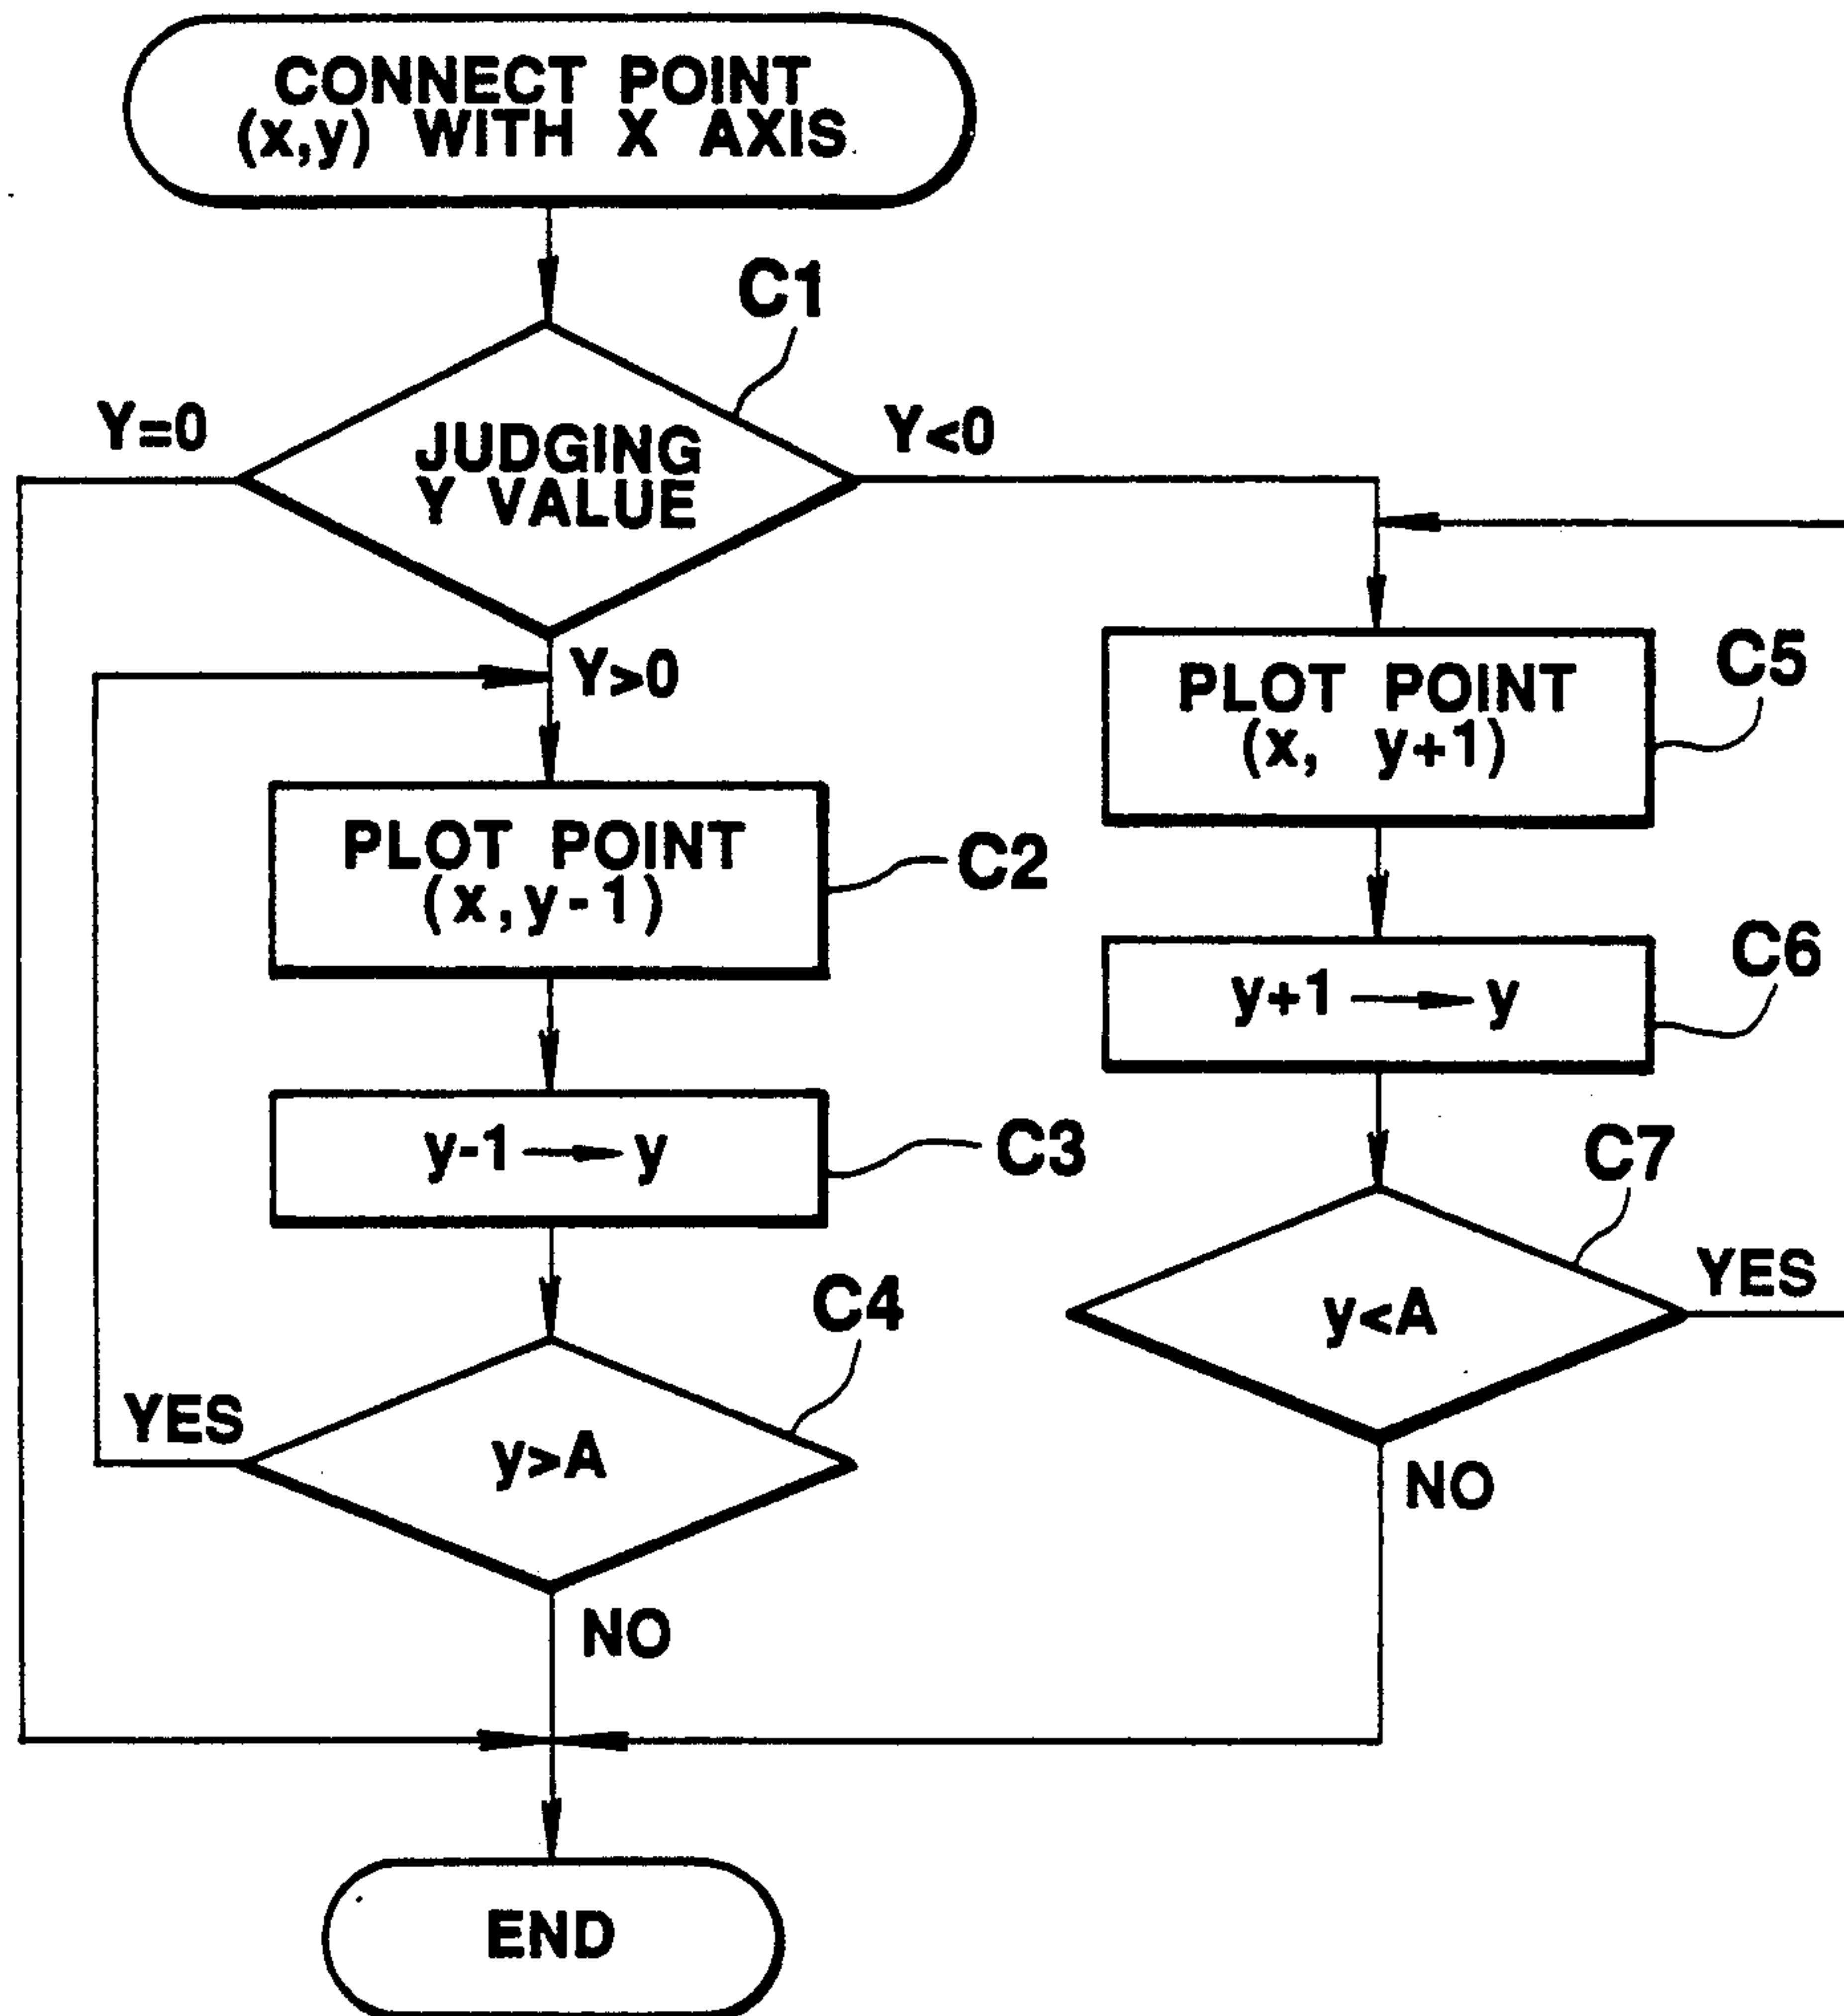 CONNECT POINT
(x,y) WITH X AXIS
C1
Y=0
Y<0
JUDGING
Y VALUE
Y>0
PLOT POINT
(x,y-1)
C2
y-1 → y
C3
C4
YES
y>A
NO
PLOT POINT
(x, y+1)
C5
y+1 → y
C6
C7
YES
y<A
NO
END